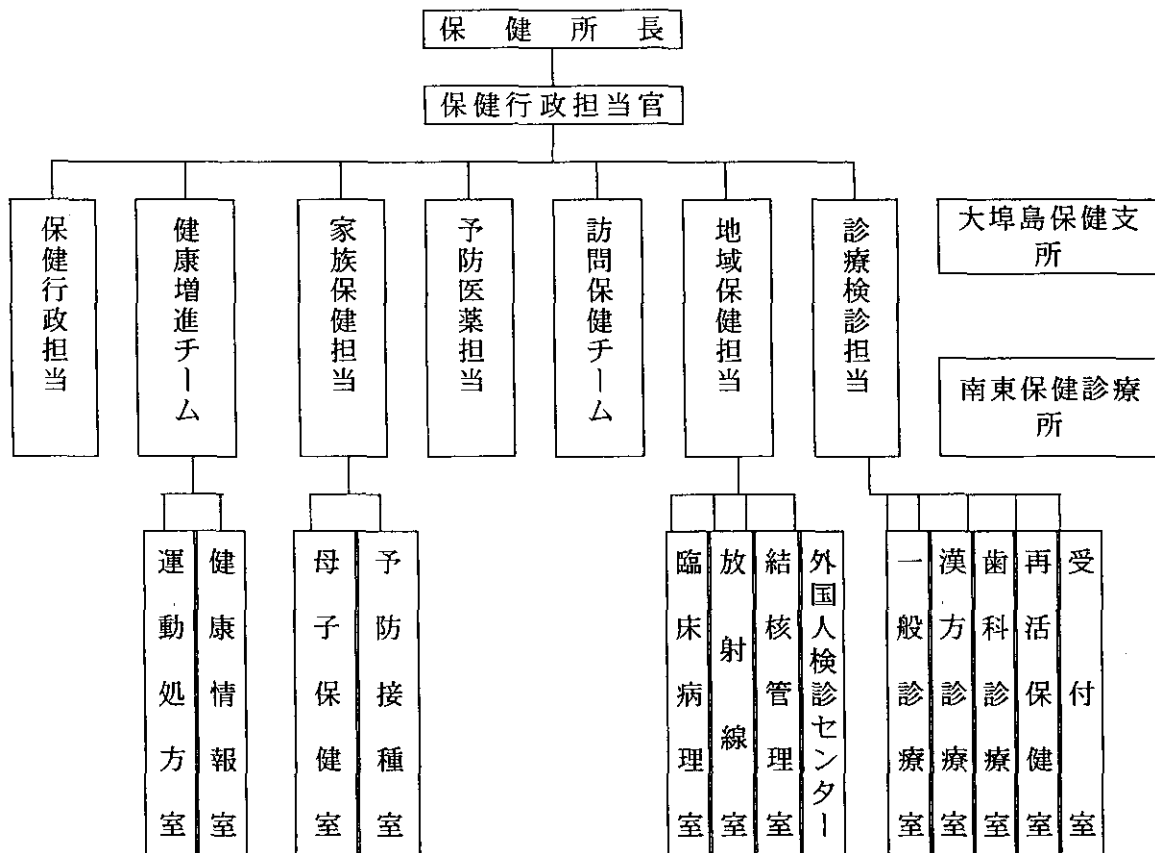 保健所長
保健行政担当官
保健行政担当
健康増進チーム
家族保健担当
予防医薬担当
訪問保健チーム
地域保健担当
診療検診担当
大埠島保健支
所
南東保健診療
所
運動処方室
健康情報室
母子保健室
予防接種室
臨床病理室
放射線室
結核管理室
外国人検診センター
一般診療室
漢方診療室
歯科診療室
再活保健室
受付室